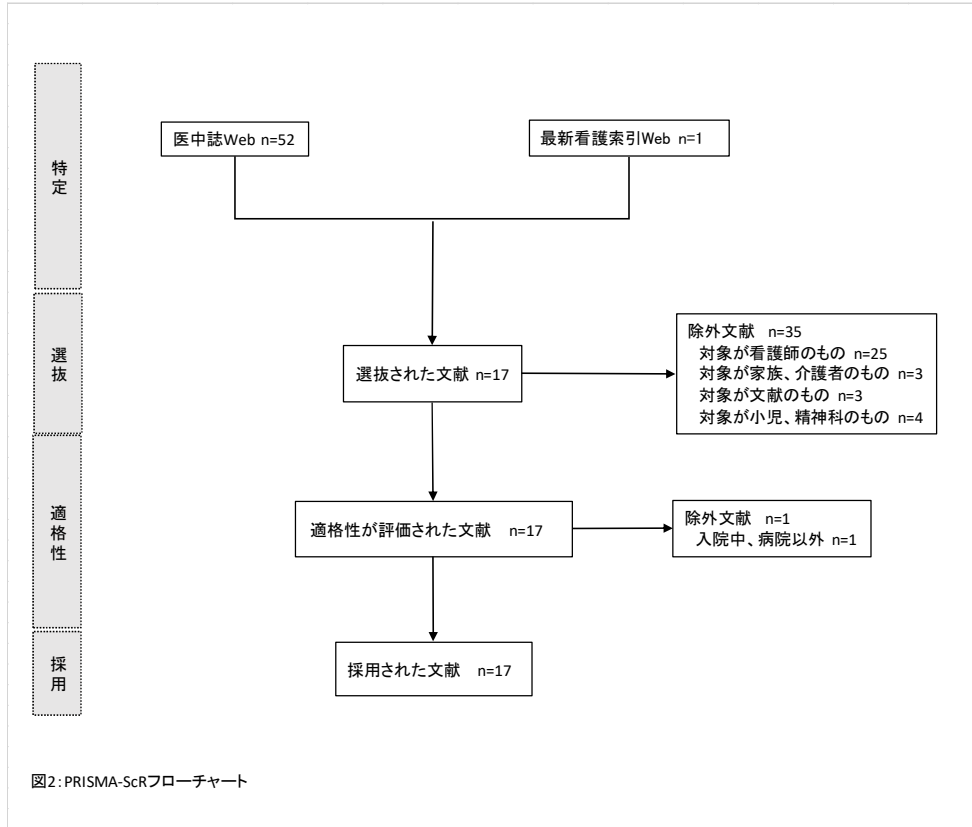 特定
医中誌Web n=52
最新看護索引Web n=1
選抜
選抜された文献 n=17
除外文献 n=35
対象が看護師のもの n=25
対象が家族、介護者のもの n=3
対象が文献のもの n=3
対象が小児、精神科のもの n=4
適格性
適格性が評価された文献 n=17
除外文献 n=1
入院中、病院以外 n=1
採用
採用された文献 n=17
図2:PRISMA-ScRフローチャート